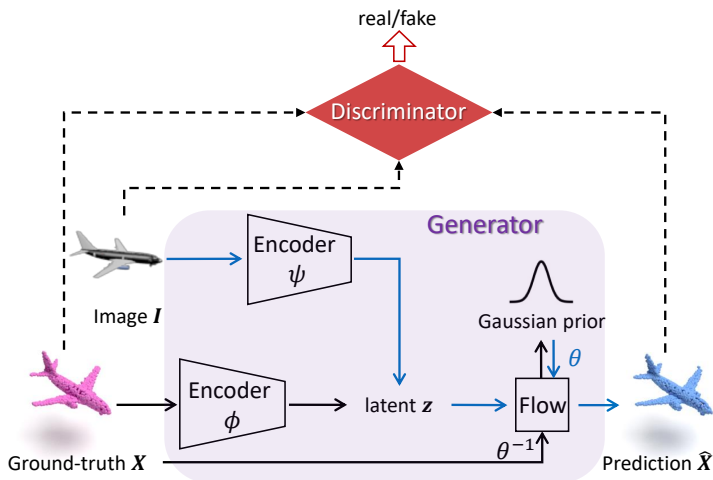 real/fake
Discriminator
Generator
Encoder
ψ
Image I
Gaussian prior
θ
Encoder
ϕ
latent z
Flow
θ⁻¹
Ground-truth X
Prediction X̂